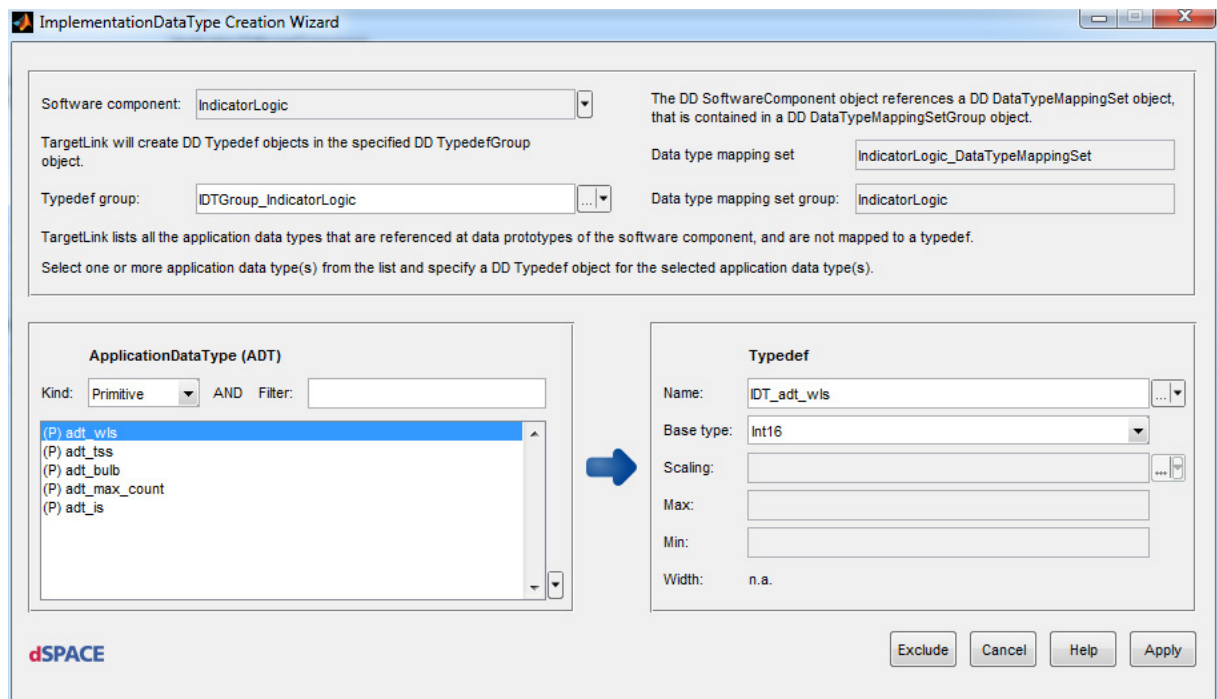 ImplementationDataType Creation Wizard
Software component:
IndicatorLogic
TargetLink will create DD Typedef objects in the specified DD TypedefGroup
object.
Typedef group:
IDTGroup_IndicatorLogic
...
The DD SoftwareComponent object references a DD DataTypeMappingSet object,
that is contained in a DD DataTypeMappingSetGroup object.
Data type mapping set
IndicatorLogic_DataTypeMappingSet
Data type mapping set group:
IndicatorLogic
TargetLink lists all the application data types that are referenced at data prototypes of the software component, and are not mapped to a typedef.
Select one or more application data type(s) from the list and specify a DD Typedef object for the selected application data type(s).
ApplicationDataType (ADT)
Kind: Primitive AND Filter:
(P) adt_wls
(P) adt_tss
(P) adt_bulb
(P) adt_max_count
(P) adt_is
Typedef
Name: IDT_adt_wls ...
Base type: Int16
Scaling: ...
Max:
Min:
Width: n.a.
dSPACE
Exclude Cancel Help Apply